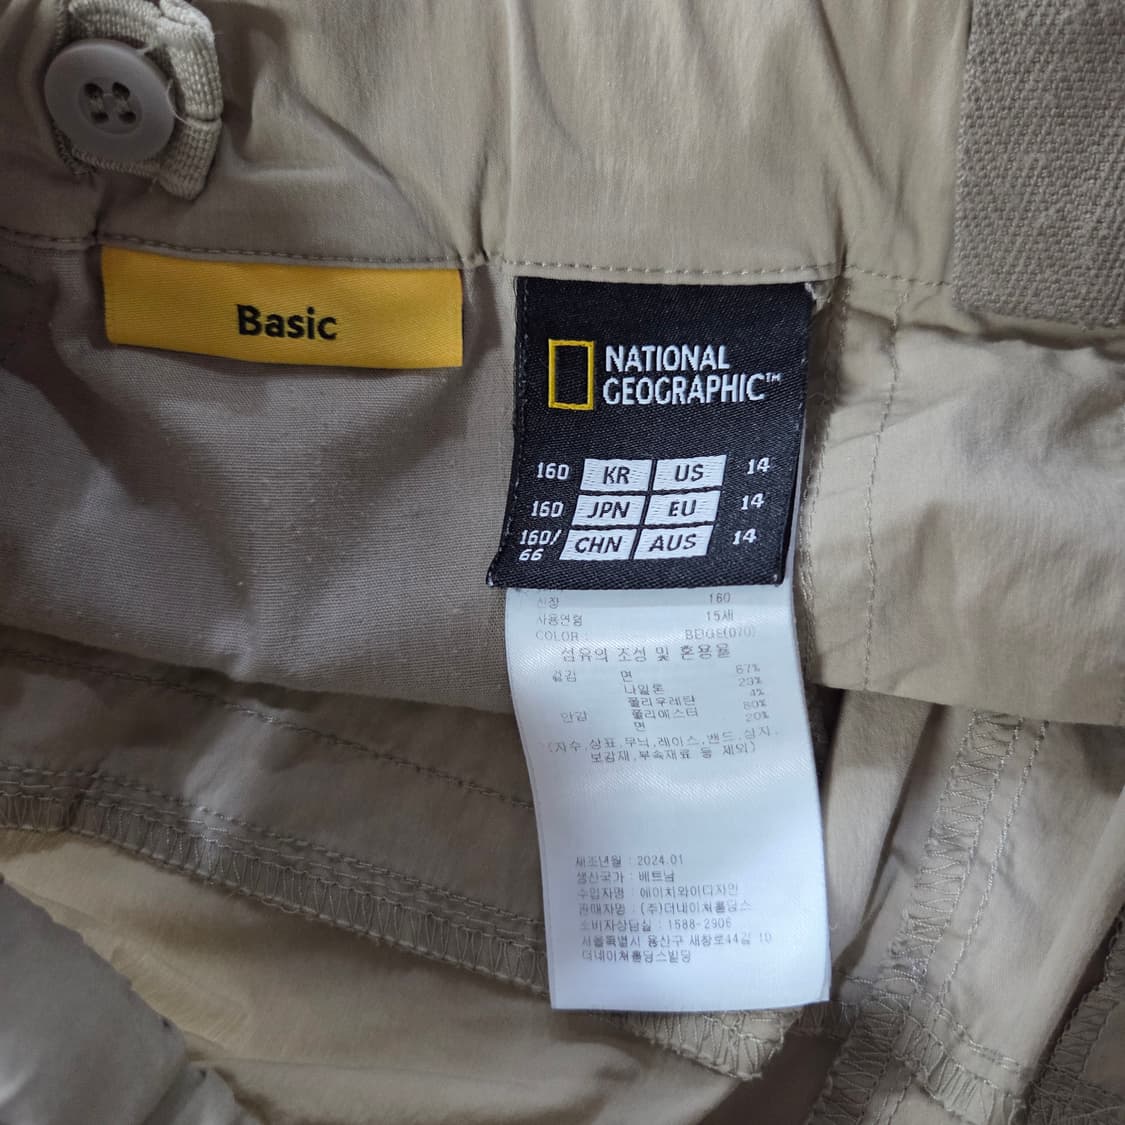 Basic
NATIONAL
GEOGRAPHIC™
160 KR US 14
160 JPN EU 14
160/66 CHN AUS 14
신장 160
사용연령 15세
COLOR : BEIGE(070)
섬유의 조성 및 혼용율
겉감 면 67%
나일론 29%
폴리우레탄 4%
안감 폴리에스터 80%
면 20%
(자수,상표,무늬,레이스,밴드,심지,
보강재,부속재료 등 제외)
제조년월 : 2024.01
생산국가 : 베트남
수입자명 : 에이치와이디자인
판매자명 : (주)더네이쳐홀딩스
소비자상담실 : 1588-2906
서울특별시 용산구 새창로44길 10
더네이쳐홀딩스빌딩